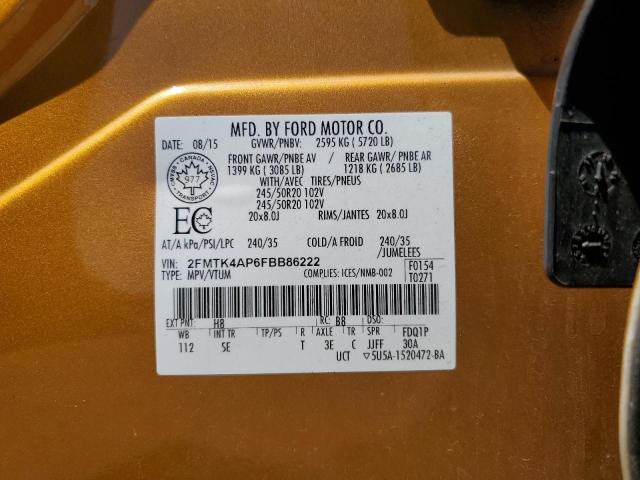 MFD. BY FORD MOTOR CO.
DATE: 08/15 GVWR/PNBV: 2595 KG ( 5720 LB)
FRONT GAWR/PNBE AV / REAR GAWR/ PNBE AR
1399 KG ( 3085 LB) 1218 KG ( 2685 LB)
WITH/AVEC TIRES/PNEUS
245/50R20 102V
245/50R20 102V
20x8.0J RIMS/JANTES 20x8.0J
CANADA
977
TRANSPORT
EC
AT/A kPa/PSI/LPC 240/35 COLD/A FROID 240/35
/JUMELEES
VIN: 2FMTK4AP6FBB86222
TYPE: MPV/VTUM COMPLIES: ICES/NMB-002
F0154
T0271
EXT PNT: H8 RC: B8 DSO:
WB INT TR TP/PS R AXLE TR SPR FDQ1P
112 SE T 3E C JJFF 30A
UCT ▽5U5A-1520472-BA